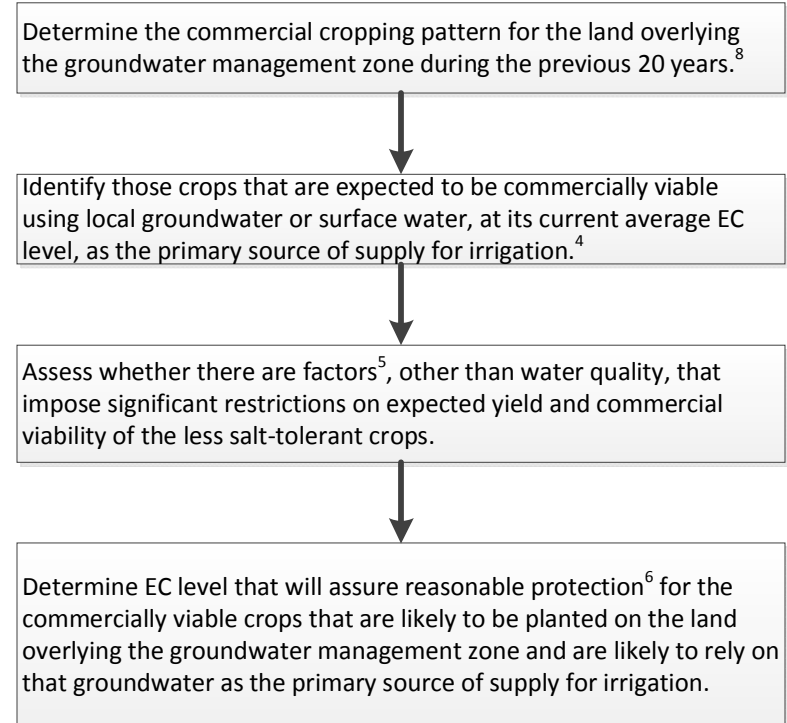 Determine the commercial cropping pattern for the land overlying
the groundwater management zone during the previous 20 years.⁸
Identify those crops that are expected to be commercially viable
using local groundwater or surface water, at its current average EC
level, as the primary source of supply for irrigation.⁴
Assess whether there are factors⁵, other than water quality, that
impose significant restrictions on expected yield and commercial
viability of the less salt-tolerant crops.
Determine EC level that will assure reasonable protection⁶ for the
commercially viable crops that are likely to be planted on the land
overlying the groundwater management zone and are likely to rely on
that groundwater as the primary source of supply for irrigation.